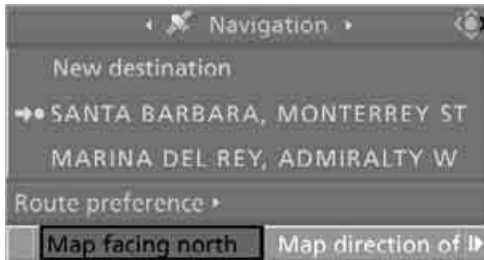 Navigation
New destination
SANTA BARBARA, MONTERREY ST
MARINA DEL REY, ADMIRALTY W
Route preference
Map facing north Map direction of